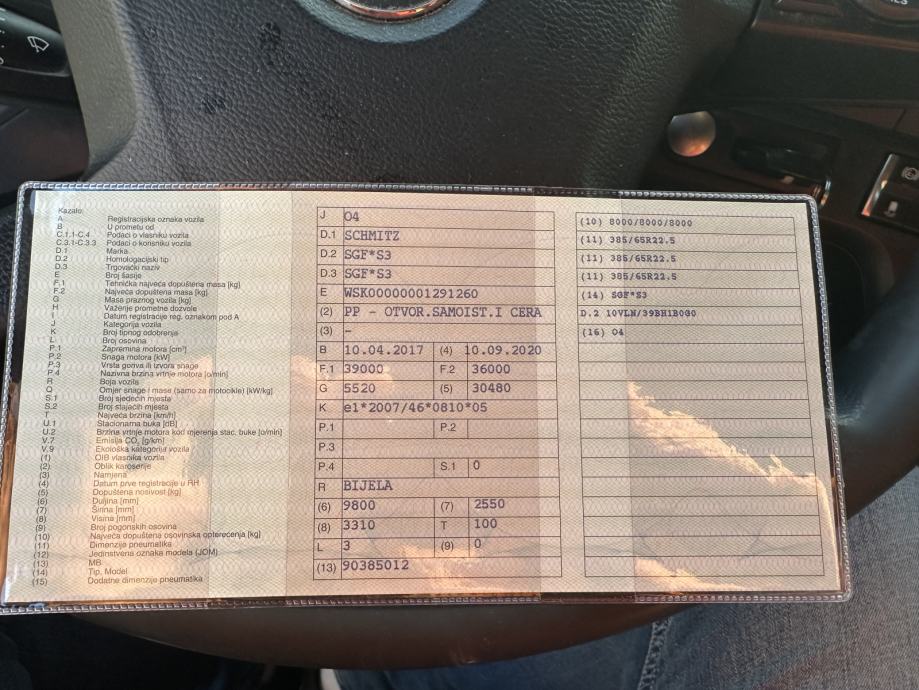 Kazalo:
A Registracijska oznaka vozila
B U prometu od
C.1.1-C.4 Podaci o vlasniku vozila
C.3.1-C.3.3 Podaci o korisniku vozila
D.1 Marka
D.2 Homologacijski tip
D.3 Trgovački naziv
E Broj šasije
F.1 Tehnička najveća dopuštena masa [kg]
F.2 Najveća dopuštena masa [kg]
G Masa praznog vozila [kg]
H Važenje prometne dozvole
I Datum registracije reg. oznakom pod A
J Kategorija vozila
K Broj tipnog odobrenja
L Broj osovina
P.1 Zapremina motora [cm³]
P.2 Snaga motora [kW]
P.3 Vrsta goriva ili izvora snage
P.4 Nazivna brzina vrtnje motora [o/min]
R Boja vozila
Q Omjer snage i mase (samo za motocikle) [kW/kg]
S.1 Broj sjedećih mjesta
S.2 Broj stajaćih mjesta
T Najveća brzina [km/h]
U.1 Stacionarna buka [dB]
U.2 Brzina vrtnje motora kod mjerenja stac. buke [o/min]
V.7 Emisija CO₂ [g/km]
V.9 Ekološka kategorija vozila
(1) OIB vlasnika vozila
(2) Oblik karoserije
(3) Namjena
(4) Datum prve registracije u RH
(5) Dopuštena nosivost [kg]
(6) Duljina [mm]
(7) Širina [mm]
(8) Visina [mm]
(9) Broj pogonskih osovina
(10) Najveća dopuštena osovinska opterećenja [kg]
(11) Dimenzije pneumatika
(12) Jedinstvena oznaka modela (JOM)
(13) MB
(14) Tip, Model
(15) Dodatne dimenzije pneumatika
J O4
D.1 SCHMITZ
D.2 SGF*S3
D.3 SGF*S3
E WSK00000001291260
(2) PP - OTVOR.SAMOIST.I CERA
(3) -
B 10.04.2017 (4) 10.09.2020
F.1 39000 F.2 36000
G 5520 (5) 30480
K e1*2007/46*0810*05
P.1 P.2
P.3
P.4 S.1 0
R BIJELA
(6) 9800 (7) 2550
(8) 3310 T 100
L 3 (9) 0
(13) 90385012
(10) 8000/8000/8000
(11) 385/65R22.5
(11) 385/65R22.5
(11) 385/65R22.5
(14) SGF*S3
D.2 10VLN/39BH1B0G0
(16) O4